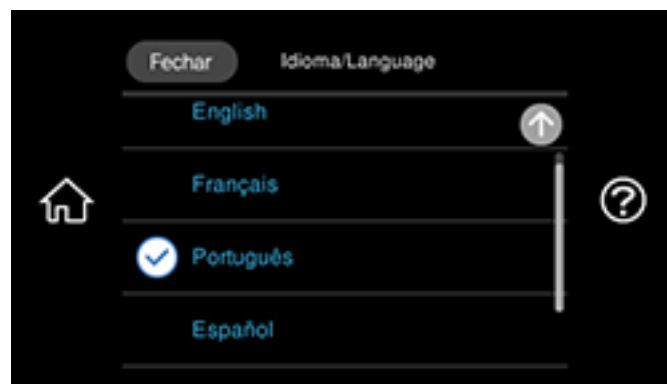 Fechar Idioma/Language
English
Français
Português
Español